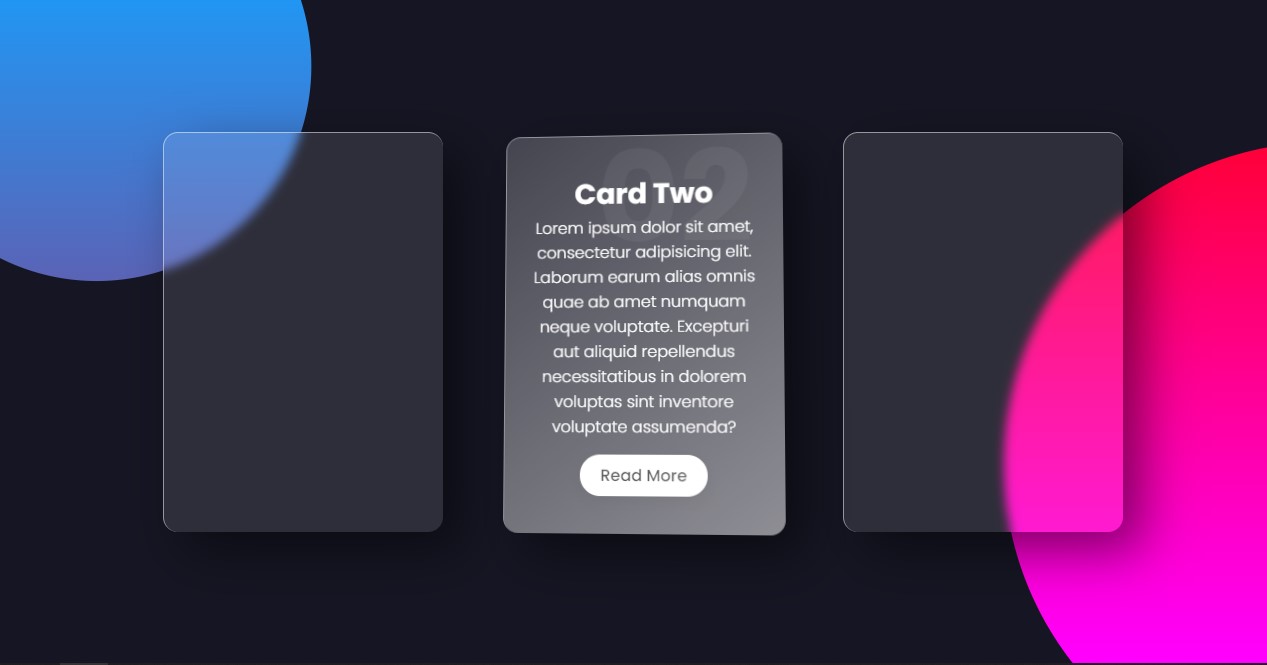 02
Card Two
Lorem ipsum dolor sit amet,
consectetur adipisicing elit.
Laborum earum alias omnis
quae ab amet numquam
neque voluptate. Excepturi
aut aliquid repellendus
necessitatibus in dolorem
voluptas sint inventore
voluptate assumenda?
Read More